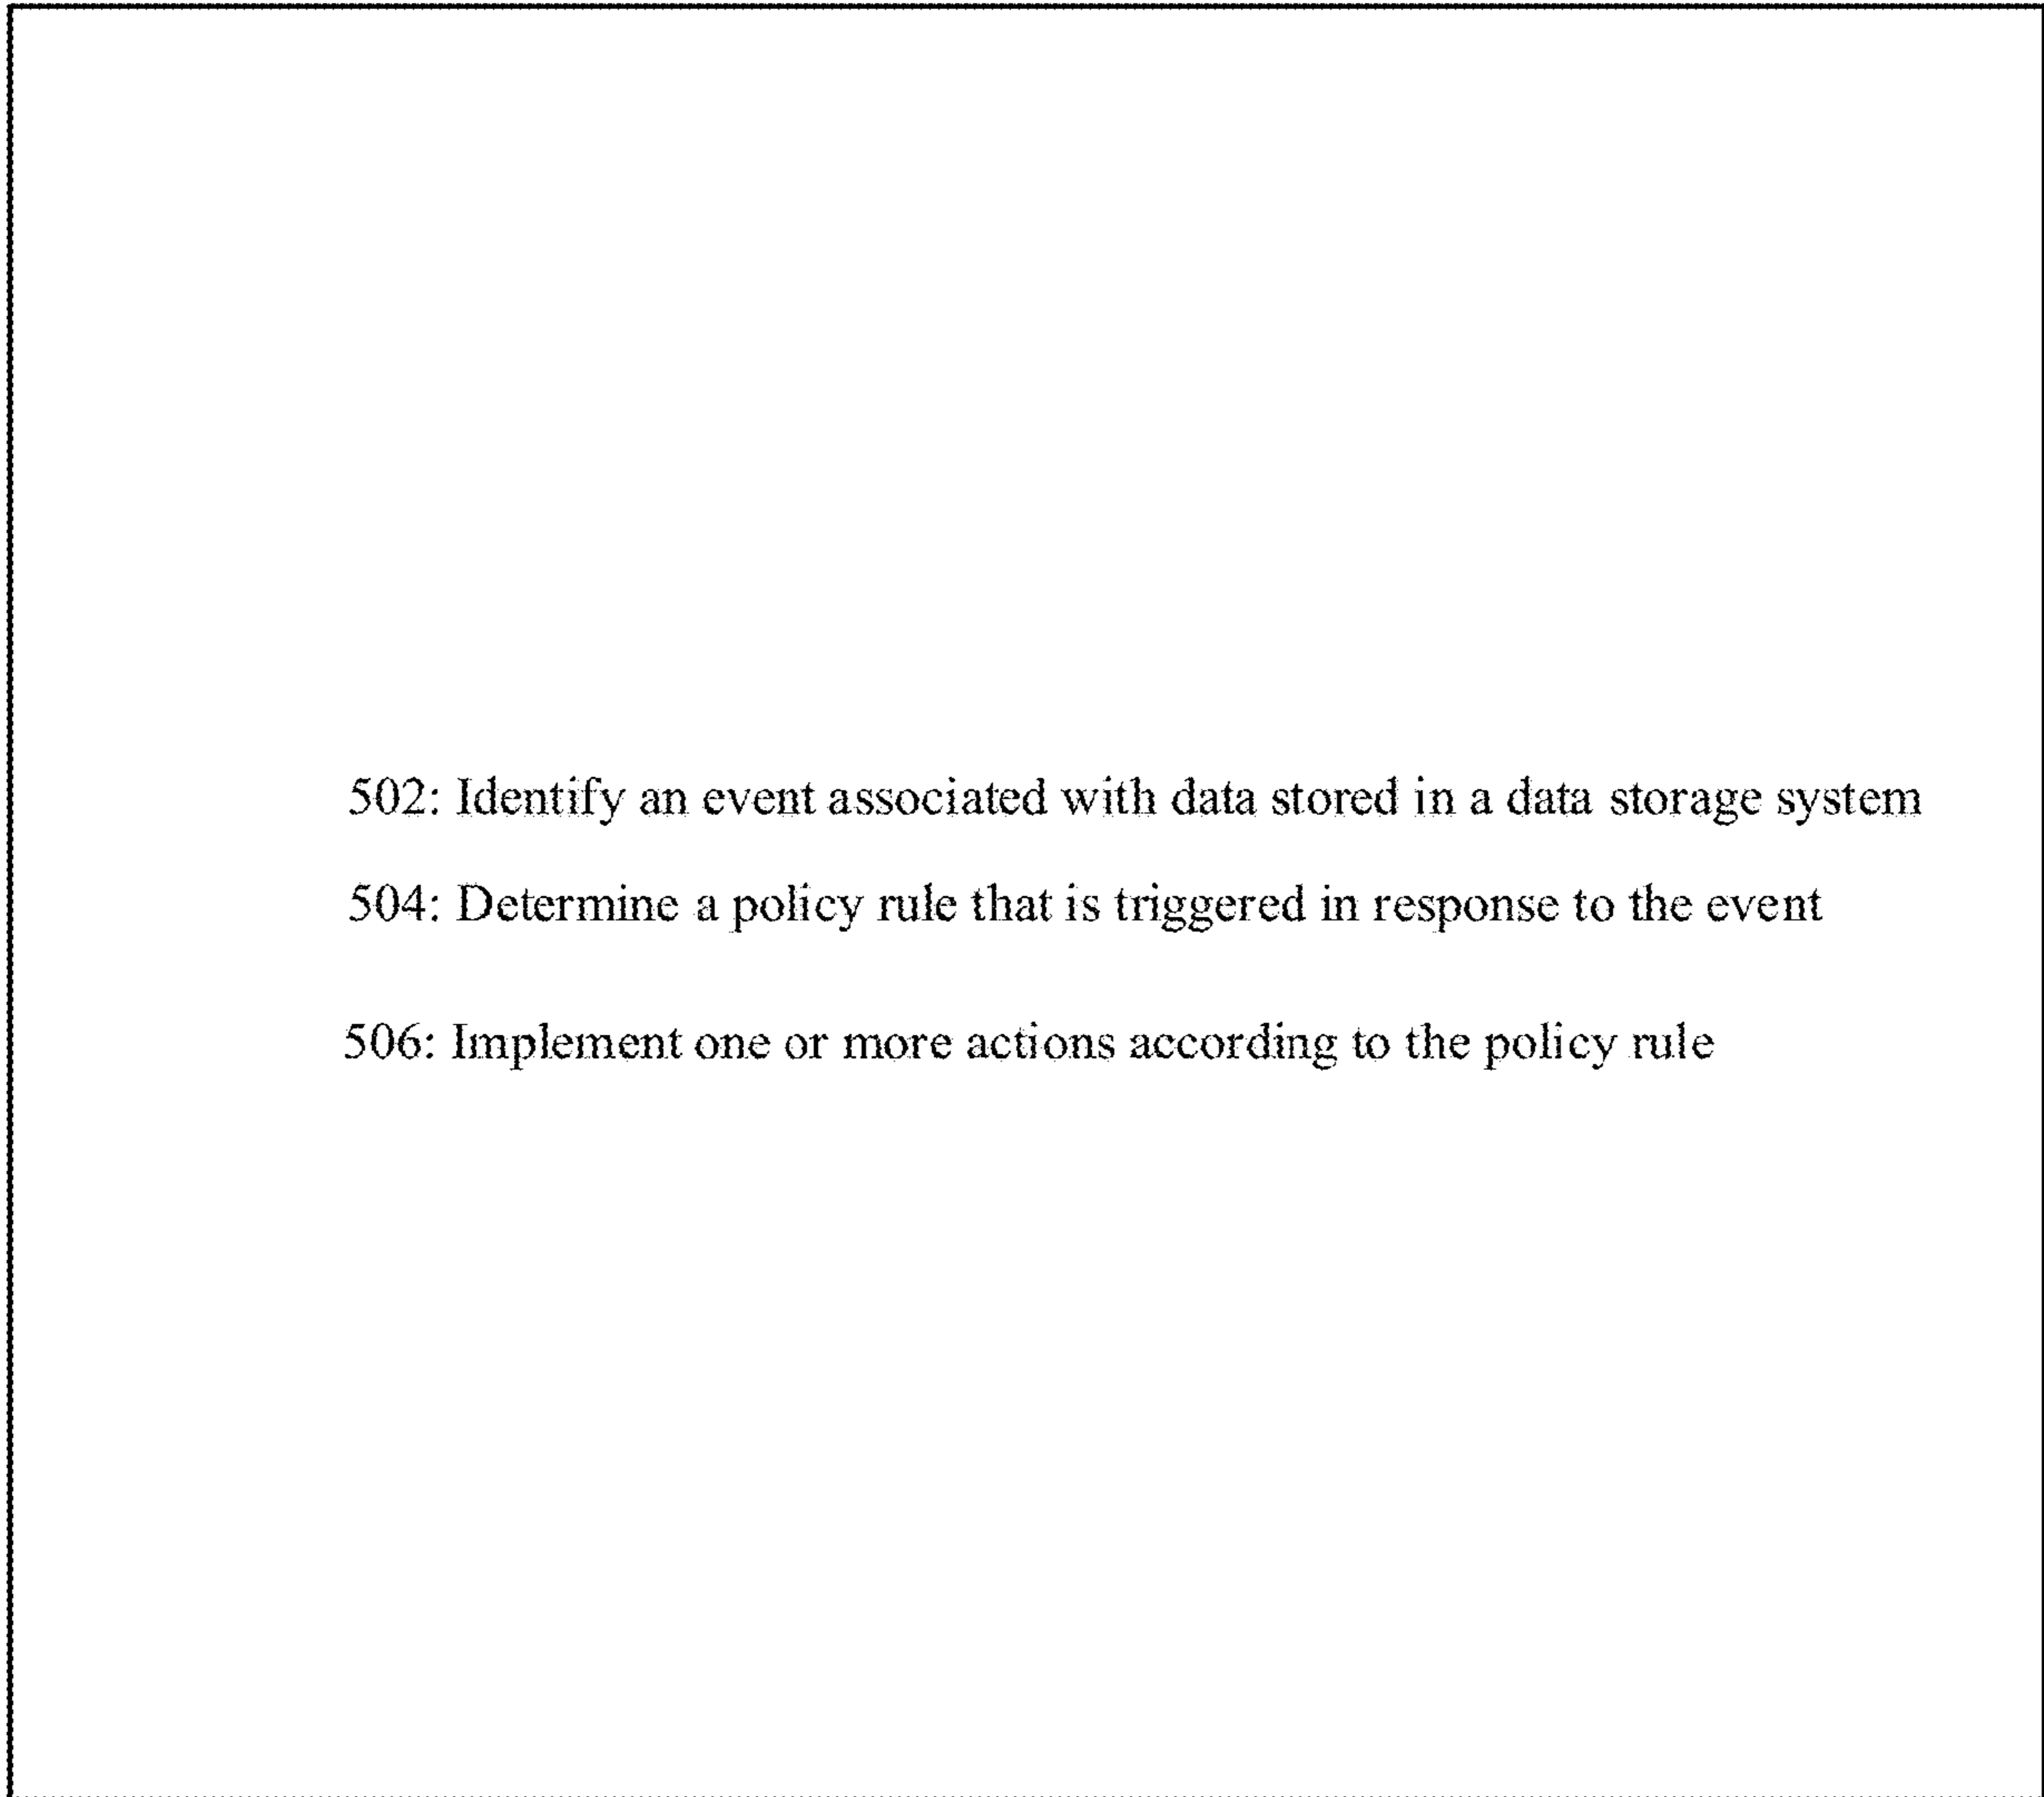 502: Identify an event associated with data stored in a data storage system
504: Determine a policy rule that is triggered in response to the event
506: Implement one or more actions according to the policy rule